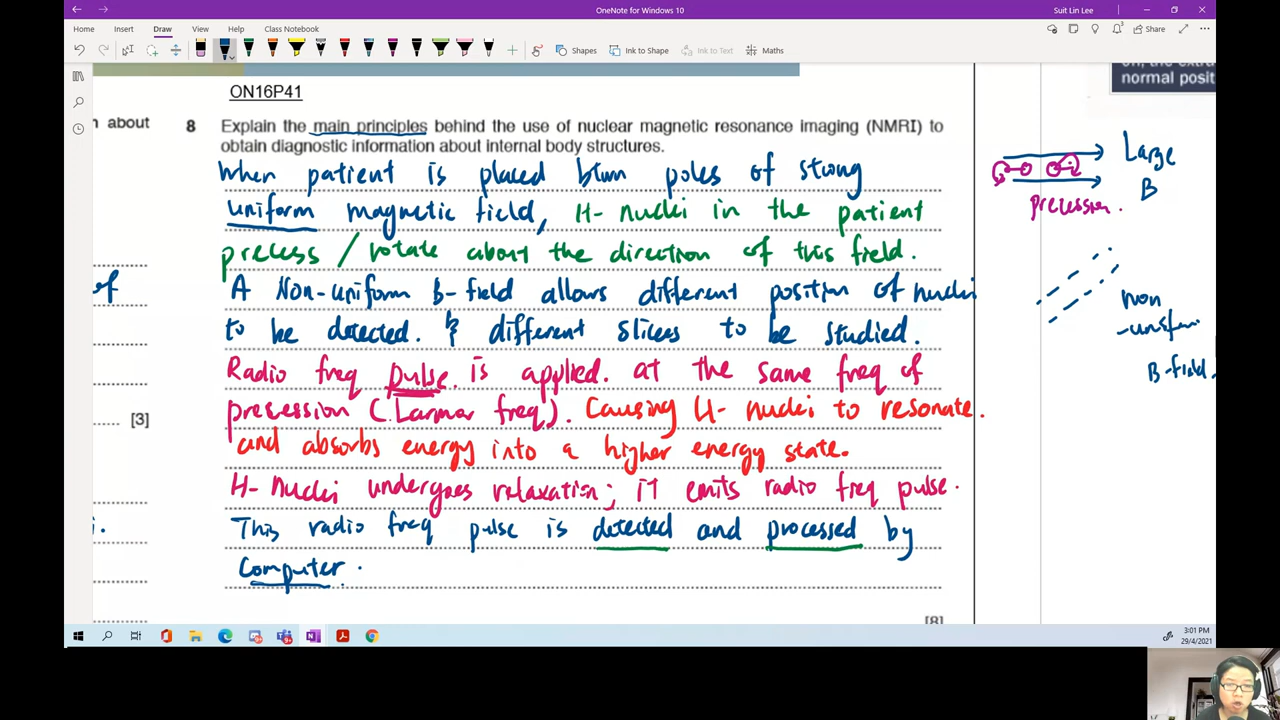 OneNote for Windows 10
Suit Lin Lee
Home Insert Draw View Help Class Notebook
Share
Shapes Ink to Shape Ink to Text Maths
ON16P41
n about
8 Explain the main principles behind the use of nuclear magnetic resonance imaging (NMRI) to
obtain diagnostic information about internal body structures.
When patient is placed btwn poles of strong
uniform magnetic field, H-nuclei in the patient
precess / rotate about the direction of this field.
A Non-uniform B-field allows different position of nuclei
to be detected. & different slices to be studied.
Radio freq pulse is applied. at the same freq of
precession (Larmor freq). Causing H-nuclei to resonate.
and absorbs energy into a higher energy state.
H-Nuclei undergoes relaxation; it emits radio freq pulse.
This radio freq pulse is detected and processed by
Computer.
[8]
ef
[3]
normal posit
Large
B
precession.
non
B-field.
3:01 PM
29/4/2021